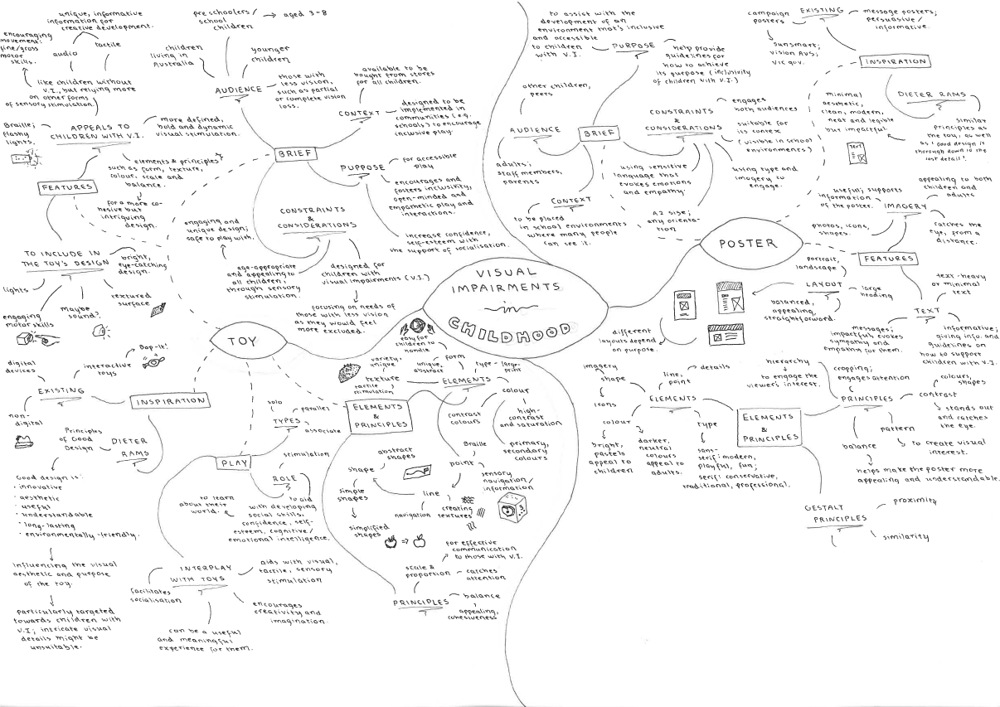 VISUAL
IMPAIRMENTS
in
CHILDHOOD
TOY
BRIEF
AUDIENCE
preschoolers/
school
children
→ aged 3-8
children
living in
Australia
younger
children
those with
less vision,
such as partial
or complete vision
loss.
CONTEXT
available to be
bought from stores
for all children.
designed to be
implemented in
communities (e.g.
schools) to encourage
inclusive play.
PURPOSE
for accessible
play
encourages and
fosters inclusivity,
open-minded and
empathetic play and
interactions.
increase confidence,
self-esteem with
the support of socialisation.
CONSTRAINTS
&
CONSIDERATIONS
engaging and
unique design;
safe to play with.
age-appropriate
and appealing to
all children,
through sensory
stimulation.
designed for
children with
visual impairments (V.I.)
focusing on needs of
those with less vision
as they would feel
more excluded.
FEATURES
APPEALS TO
CHILDREN WITH V.I.
like children without
V.I., but relying more
on other forms
of sensory stimulation.
encouraging
movement:
fine/gross
motor
skills.
audio
tactile
unique, informative
information for
creative development.
Braille;
flashy
lights.
more defined,
bold and dynamic
visual stimulation.
elements & principles
such as form, texture,
colour, scale and
balance.
for a more co-
hesive but
intriguing
design.
TO INCLUDE IN
THE TOY'S DESIGN
bright,
eye-catching
design.
lights
engaging
motor skills
maybe
sound?
textured
surface
INSPIRATION
EXISTING
digital
devices
interactive
toys
Bop-It!
non-
digital
DIETER
RAMS
Principles
of Good
Design
Good design is:
• innovative
• aesthetic
• useful
• understandable
• long-lasting
• environmentally-friendly.
influencing the visual
aesthetic and purpose
of the toy.
particularly targeted
towards children with
V.I; intricate visual
details might be
unsuitable.
PLAY
TYPES
solo
parallel
associate
ROLE
stimulation
to learn
about their
world.
to aid
with developing
social skills,
confidence, self-
esteem, cognitive/
emotional intelligence.
INTERPLAY
WITH TOYS
aids with visual,
tactile, sensory
stimulation
facilitates
socialisation
encourages
creativity and
imagination.
can be a useful
and meaningful
experience for them.
ELEMENTS
&
PRINCIPLES
ELEMENTS
easy for
children to
handle
form
unique,
abstract
variety,
unique
texture
tactile
stimulation
type - large-
print
colour
contrast
colours
high-
contrast
and saturation
primary,
secondary
colours
Braille
point
sensory
navigation/
information
abstract
shapes
shape
simple
shapes
simplified
shapes
line
navigation
creating
textures
PRINCIPLES
scale &
proportion
for effective
communication
to those with V.I.
catches
attention
balance
appealing,
cohesiveness
POSTER
BRIEF
PURPOSE
to assist with the
development of an
environment that's inclusive
and accessible
to children
with V.I.
help provide
guidelines for
how to achieve
its purpose (inclusivity
of children with V.I.)
AUDIENCE
other children,
peers
adults;
staff members,
parents
CONTEXT
to be placed
in school environments
where many people
can see it.
CONSTRAINTS
&
CONSIDERATIONS
engages
both audiences
suitable for
its context
(visible in school
environments)
using type and
imagery to
engage.
using sensitive
language that
evokes emotions
and empathy.
A2 size;
any orienta-
tion
INSPIRATION
EXISTING
campaign
posters
message posters;
persuasive/
informative.
sunsmart;
Vision Aus;
vic gov.
DIETER RAMS
minimal
aesthetic,
clean, modern,
neat and legible
but impactful.
TEXT
similar
principles as
the toy, as well
as 'Good design is
thorough down to the
last detail'.
FEATURES
IMAGERY
useful; supports
information
of the poster.
appealing to both
children and
adults
photos, icons,
shapes.
catches the
eye, from a
distance.
LAYOUT
portrait,
landscape
large
heading
balanced,
appealing,
straightforward.
different
layouts depend
on purpose.
TEXT
text-heavy
or minimal
text
messages;
impactful; evokes
sympathy and
empathy for them.
informative;
giving info. and
guidelines on
how to support
children with V.I.
ELEMENTS
&
PRINCIPLES
ELEMENTS
imagery
shape
icons
line,
point
details
colour
bright,
pastels
appeal to
children
darker,
neutral
colours
appeal to
adults.
type
sans-
serif: modern,
playful, fun;
serif: conservative,
traditional, professional.
PRINCIPLES
hierarchy
to engage the
viewer's interest.
cropping;
engages attention
contrast
colours,
shapes
stands out
and catches
the eye.
pattern
to create visual
interest.
balance
helps make the poster more
appealing and understandable.
GESTALT
PRINCIPLES
proximity
similarity